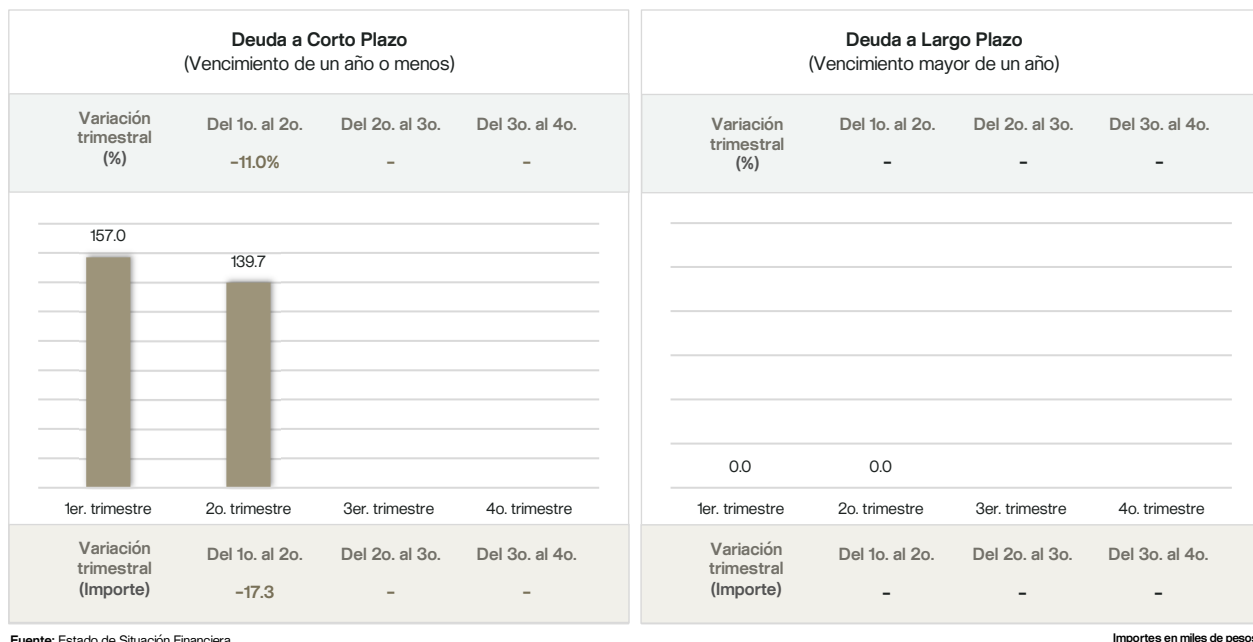 Deuda a Corto Plazo
(Vencimiento de un año o menos)
Variación
trimestral
(%)
Del 1o. al 2o.
Del 2o. al 3o.
Del 3o. al 4o.
-11.0%
-
-
157.0
139.7
1er. trimestre
2o. trimestre
3er. trimestre
4o. trimestre
Variación
trimestral
(Importe)
Del 1o. al 2o.
Del 2o. al 3o.
Del 3o. al 4o.
-17.3
-
-
Deuda a Largo Plazo
(Vencimiento mayor de un año)
Variación
trimestral
(%)
Del 1o. al 2o.
Del 2o. al 3o.
Del 3o. al 4o.
-
-
-
0.0
0.0
1er. trimestre
2o. trimestre
3er. trimestre
4o. trimestre
Variación
trimestral
(Importe)
Del 1o. al 2o.
Del 2o. al 3o.
Del 3o. al 4o.
-
-
-
Fuente: Estado de Situación Financiera
Importes en miles de pesos